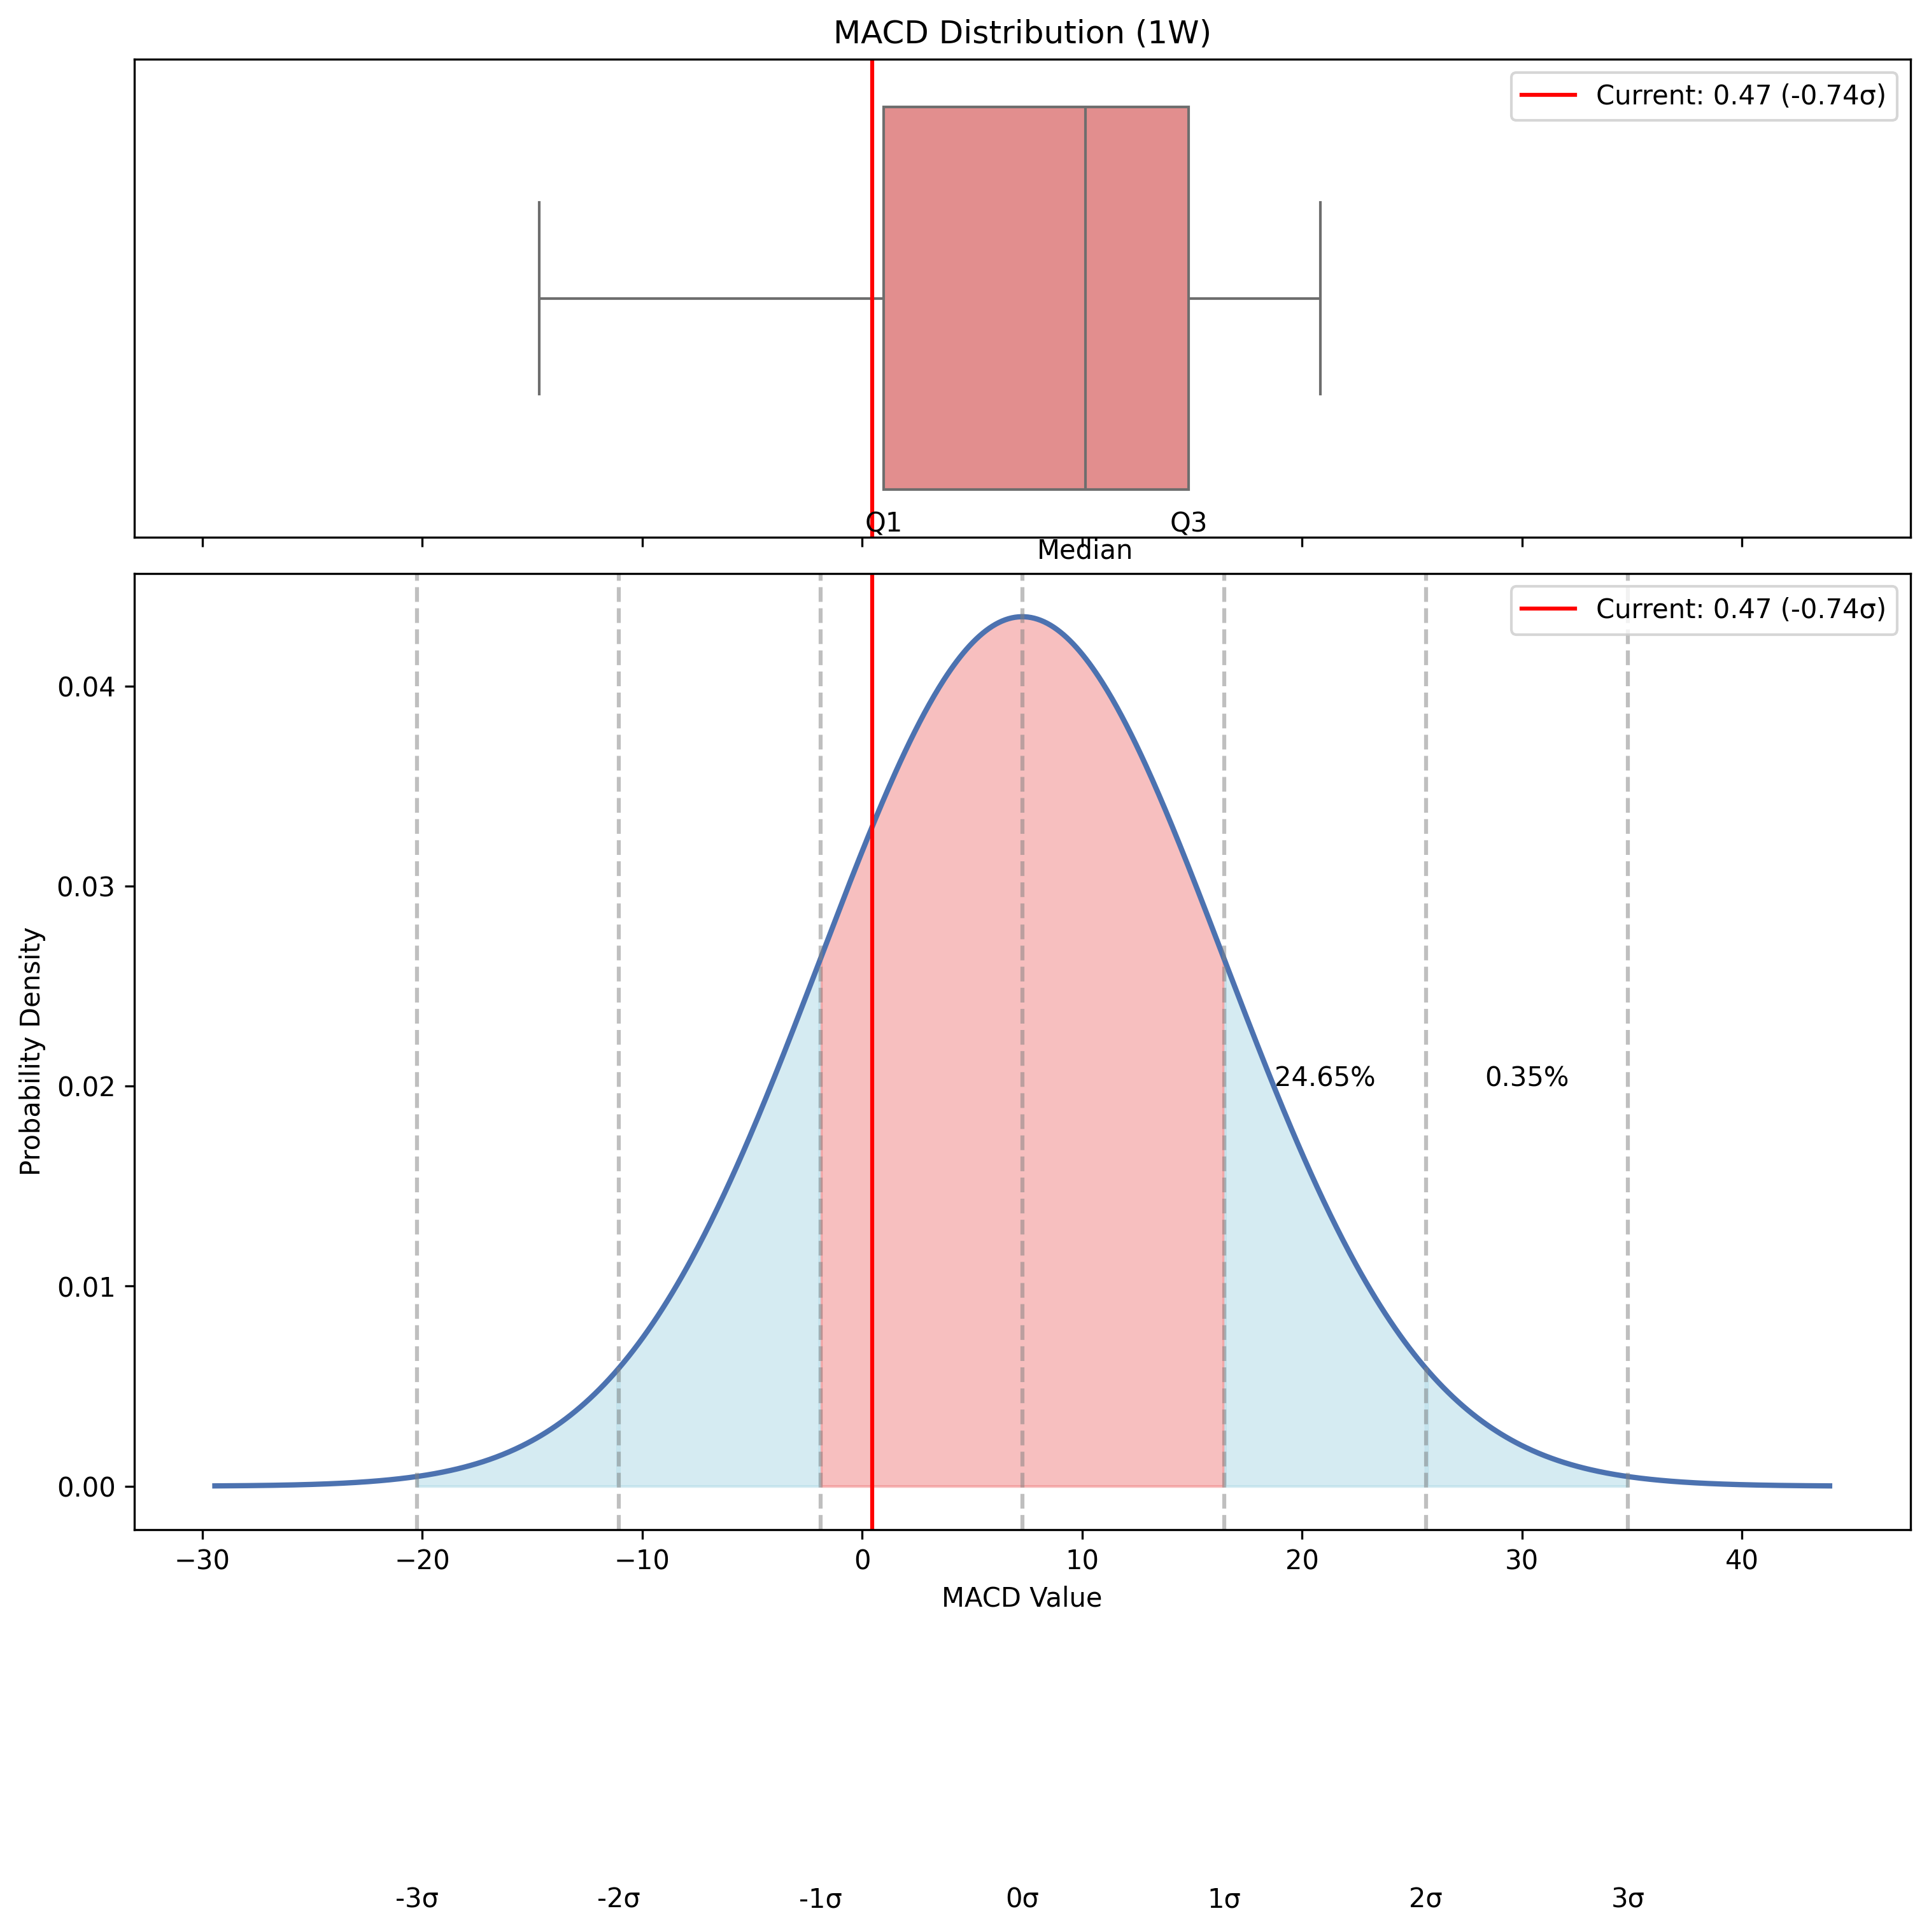 MACD Distribution (1W)
Current: 0.47 (-0.74σ)
Q1
Q3
Median
Current: 0.47 (-0.74σ)
0.04
0.03
0.02
0.01
0.00
Probability Density
24.65%
0.35%
−30
−20
−10
0
10
20
30
40
MACD Value
-3σ
-2σ
-1σ
0σ
1σ
2σ
3σ